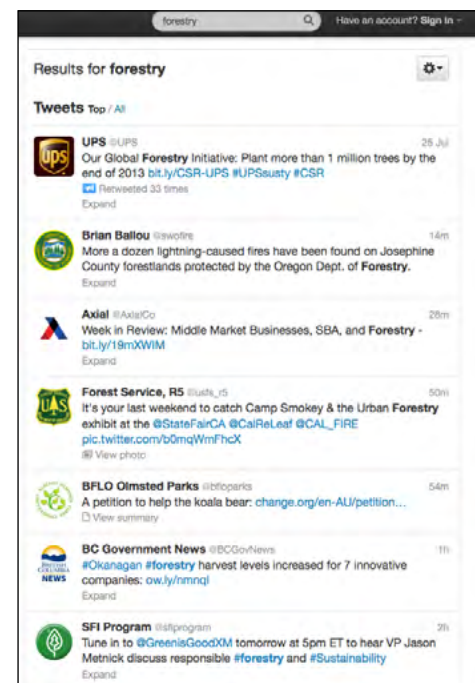 forestry
Have an account? Sign in
Results for forestry
Tweets Top / All
UPS @UPS
25 Jul
Our Global Forestry Initiative: Plant more than 1 million trees by the
end of 2013 bit.ly/CSR-UPS #UPSsusty #CSR
Retweeted 33 times
Expand
Brian Ballou @swofire
14m
More a dozen lightning-caused fires have been found on Josephine
County forestlands protected by the Oregon Dept. of Forestry.
Expand
Axial @AxialCo
28m
Week in Review: Middle Market Businesses, SBA, and Forestry -
bit.ly/19mXWIM
Expand
Forest Service, R5 @usfs_r5
50m
It's your last weekend to catch Camp Smokey & the Urban Forestry
exhibit at the @StateFairCA @CalReLeaf @CAL_FIRE
pic.twitter.com/b0mqWmFhcX
View photo
BFLO Olmsted Parks @bfloparks
54m
A petition to help the koala bear: change.org/en-AU/petition...
View summary
BC Government News @BCGovNews
1h
#Okanagan #forestry harvest levels increased for 7 innovative
companies: ow.ly/nmnql
Expand
SFI Program @sfiprogram
2h
Tune in to @GreenisGoodXM tomorrow at 5pm ET to hear VP Jason
Metnick discuss responsible #forestry and #Sustainability
Expand
ups
UAS
BRITISH
COLUMBIA
NEWS